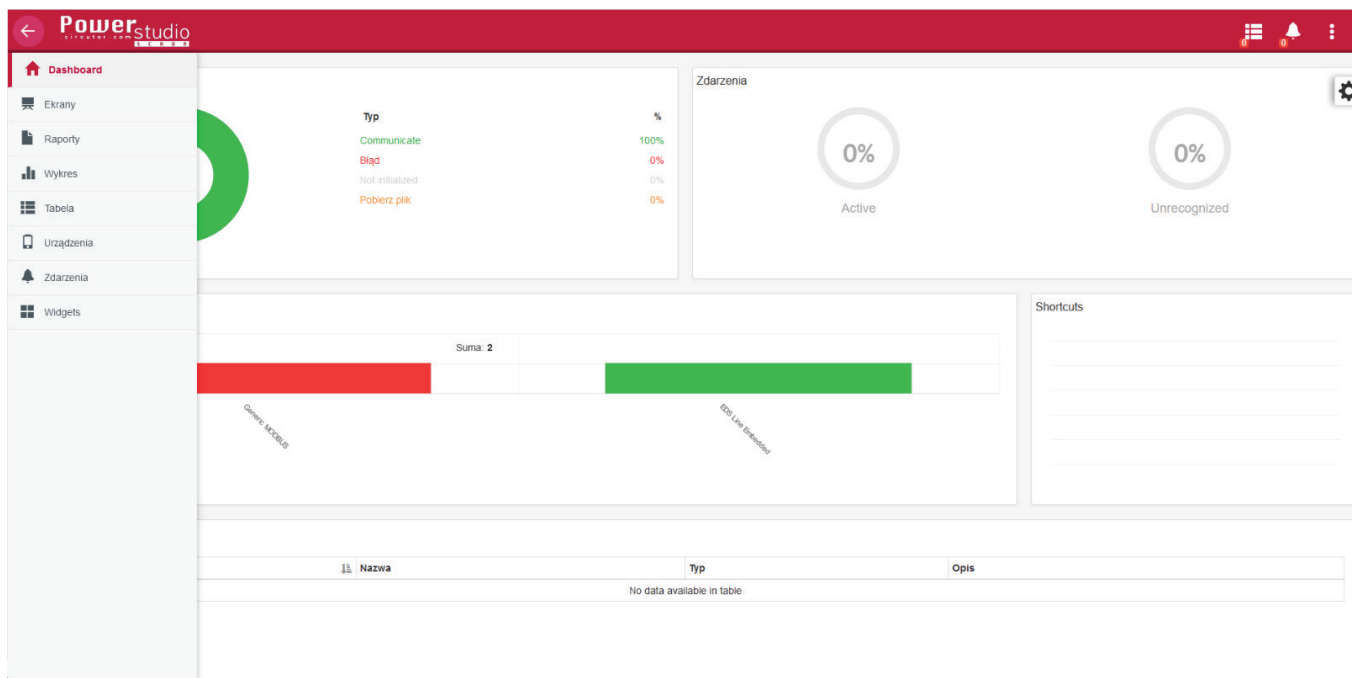 Powerstudio
circutor.com
SCADA
0
0
Dashboard
Ekrany
Raporty
Wykres
Tabela
Urządzenia
Zdarzenia
Widgets
Typ %
Communicate 100%
Błąd 0%
Not initialized 0%
Pobierz plik 0%
Zdarzenia
0%
Active
0%
Unrecognized
Suma: 2
Generic MODBUS
EDS Line Embedded
Shortcuts
Nazwa Typ Opis
No data available in table